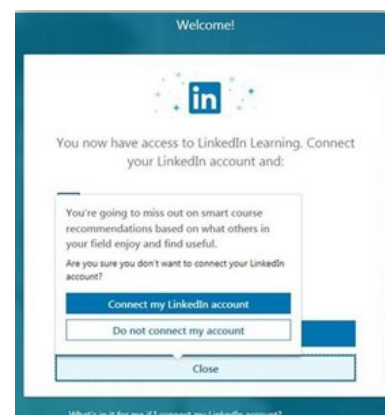 Welcome!
in
You now have access to LinkedIn Learning. Connect
your LinkedIn account and:
You're going to miss out on smart course
recommendations based on what others in
your field enjoy and find useful.
Are you sure you don't want to connect your LinkedIn
account?
Connect my LinkedIn account
Do not connect my account
Close
What's in it for me if I connect my LinkedIn account?